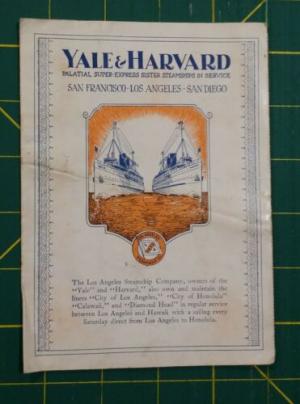 YALE & HARVARD
PALATIAL SUPER-EXPRESS SISTER STEAMSHIPS IN SERVICE
SAN FRANCISCO - LOS ANGELES - SAN DIEGO
The Los Angeles Steamship Company, owners of the
"Yale" and "Harvard," also own and maintain the
liners "City of Los Angeles," "City of Honolulu"
"Calawaii," and "Diamond Head" in regular service
between Los Angeles and Hawaii with a sailing every
Saturday direct from Los Angeles to Honolulu.